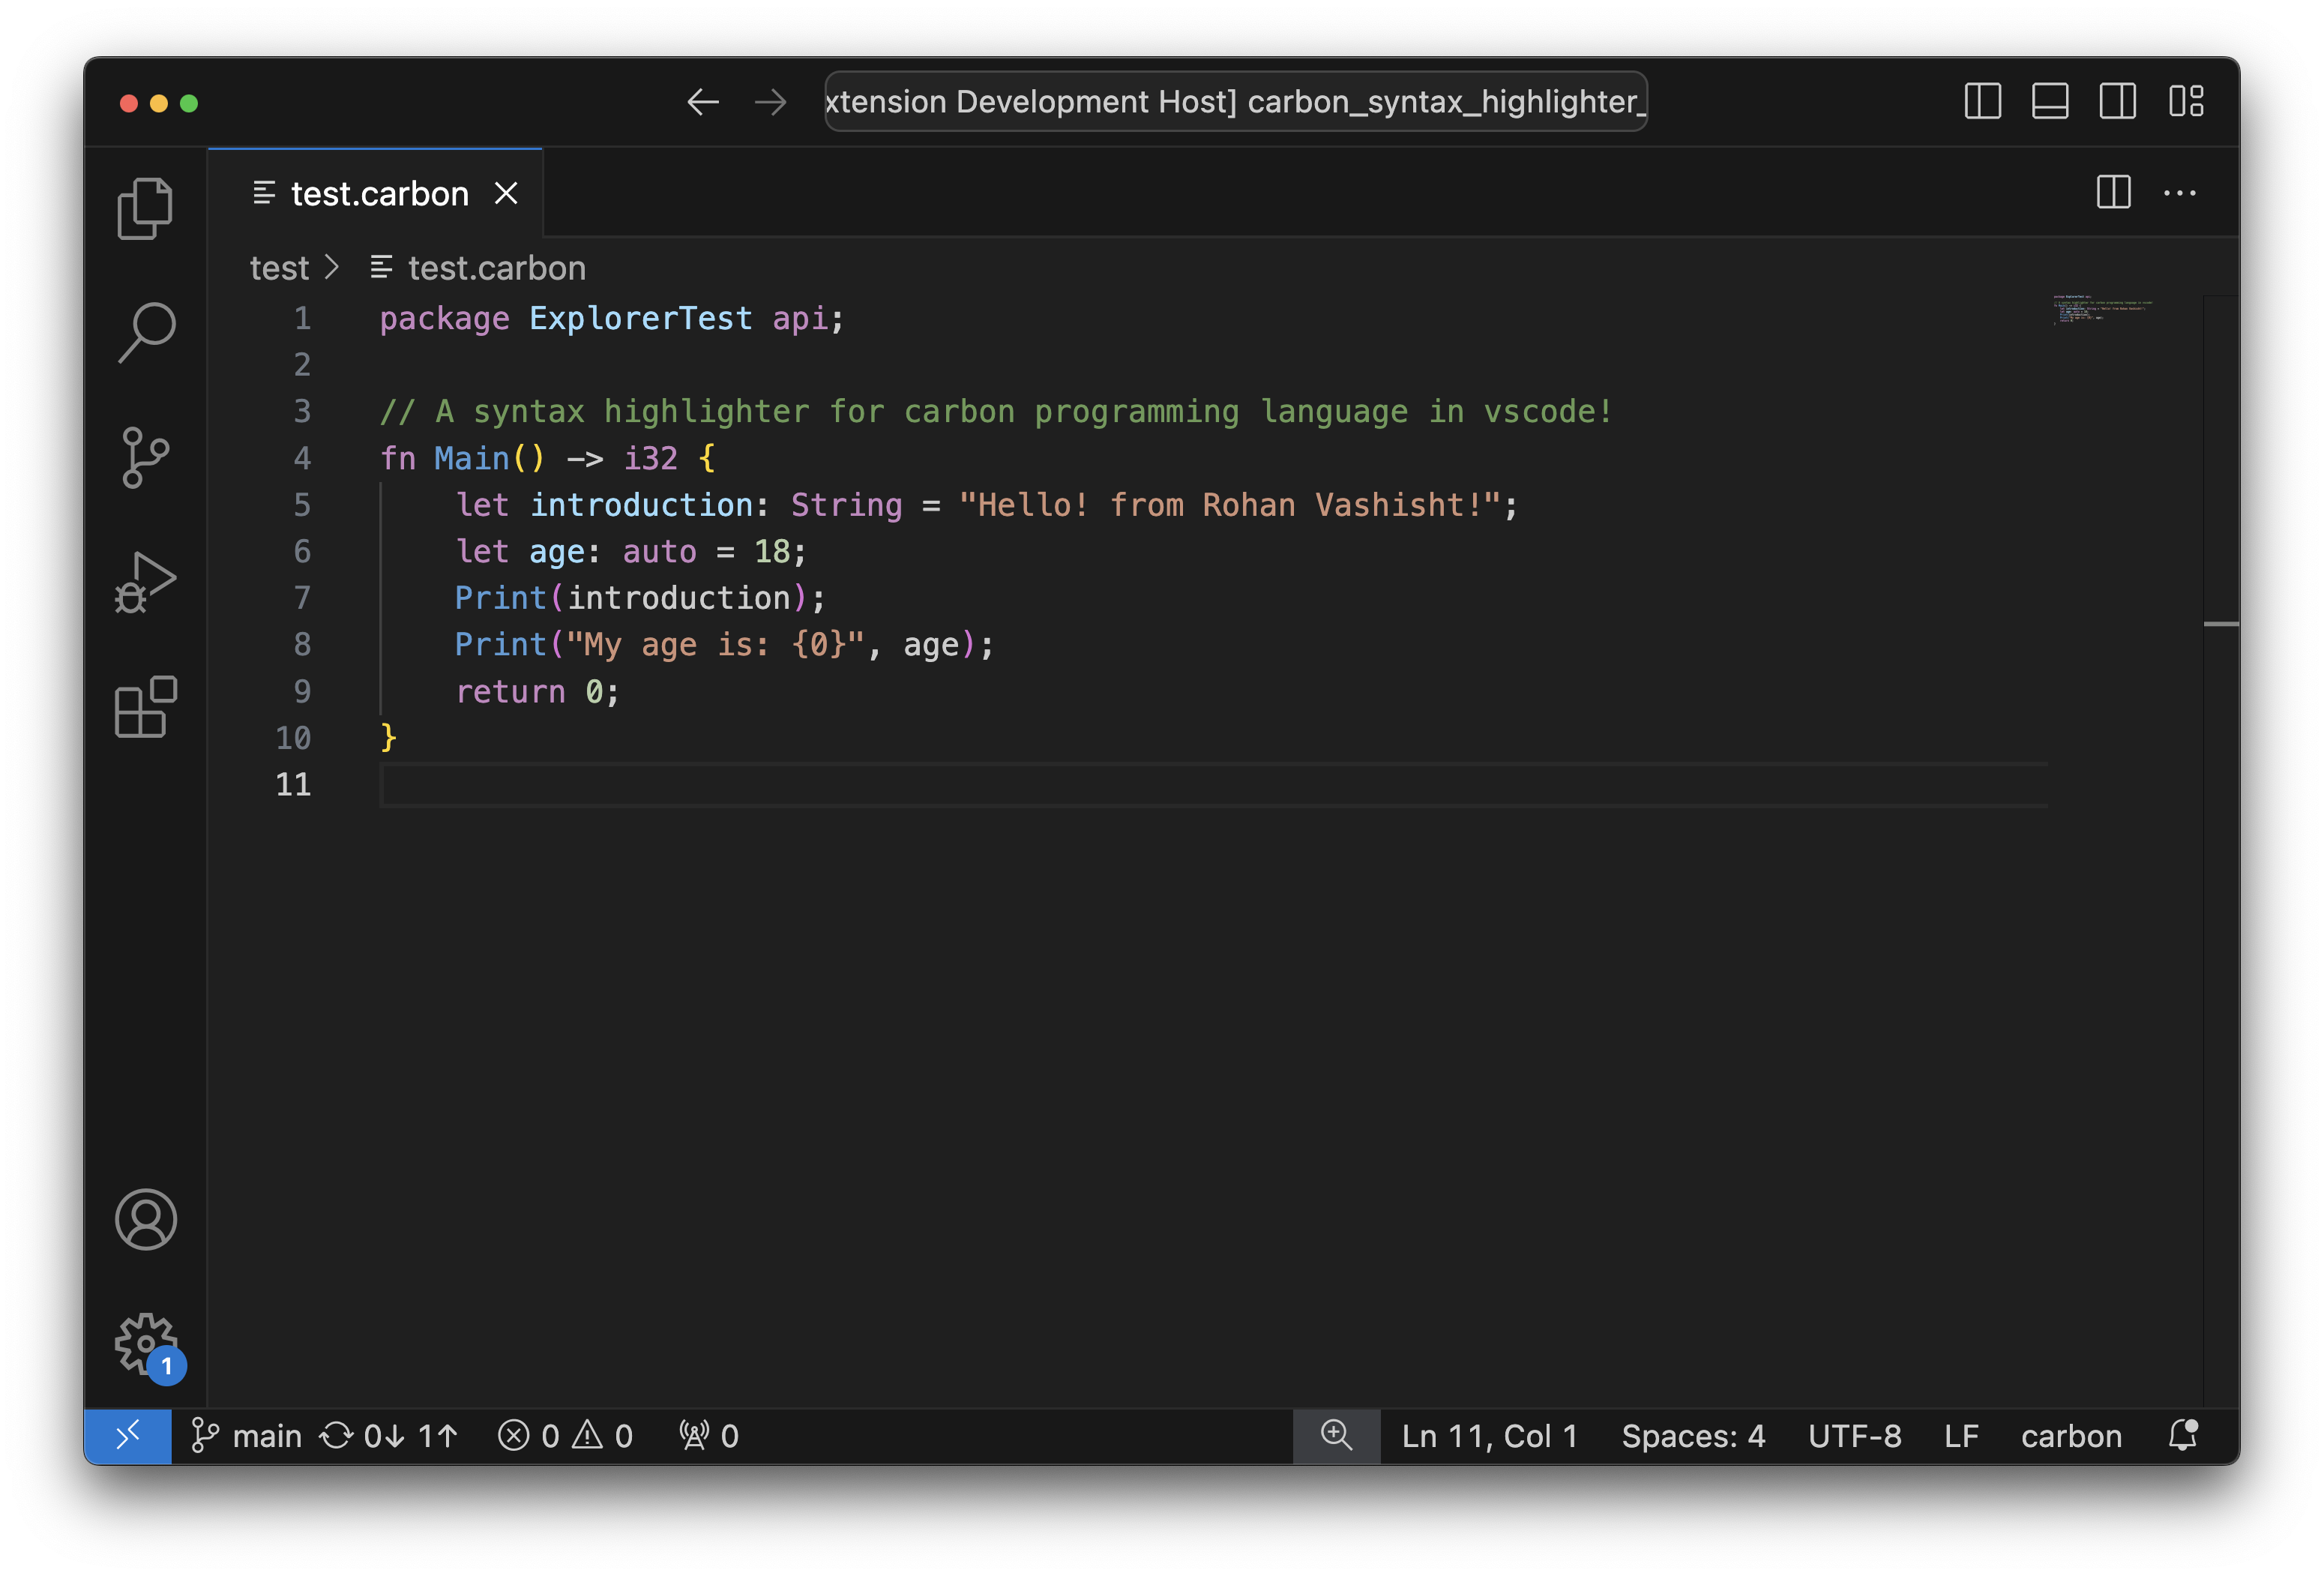 xtension Development Host] carbon_syntax_highlighter_
test.carbon
test > test.carbon
1 package ExplorerTest api;
2
3 // A syntax highlighter for carbon programming language in vscode!
4 fn Main() -> i32 {
5     let introduction: String = "Hello! from Rohan Vashisht!";
6     let age: auto = 18;
7     Print(introduction);
8     Print("My age is: {0}", age);
9     return 0;
10 }
11
1
main 0↓ 1↑ 0 0 0 Ln 11, Col 1 Spaces: 4 UTF-8 LF carbon